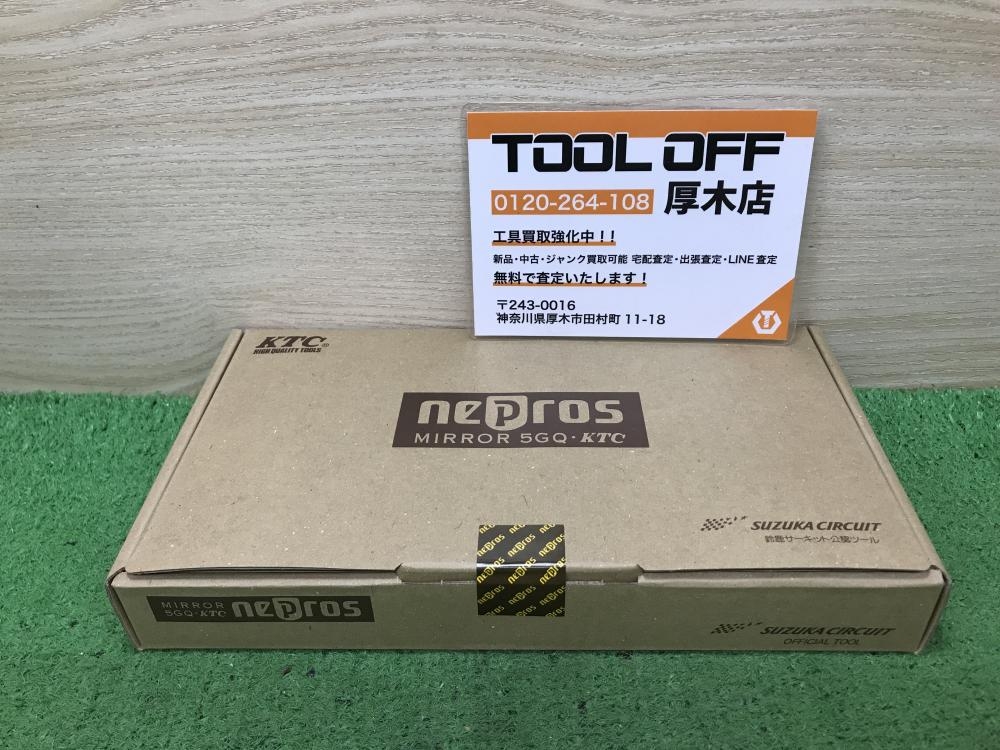 TOOL OFF
0120-264-108 厚木店
工具買取強化中!!
新品・中古・ジャンク買取可能 宅配査定・出張査定・LINE査定
無料で査定いたします!
〒243-0016
神奈川県厚木市田村町 11-18
KTC®
HIGH QUALITY TOOLS
nepros
MIRROR 5GQ・KTC
SUZUKA CIRCUIT
鈴鹿サーキット公認ツール
nepros
MIRROR
5GQ・KTC
nepros
SUZUKA CIRCUIT
OFFICIAL TOOL